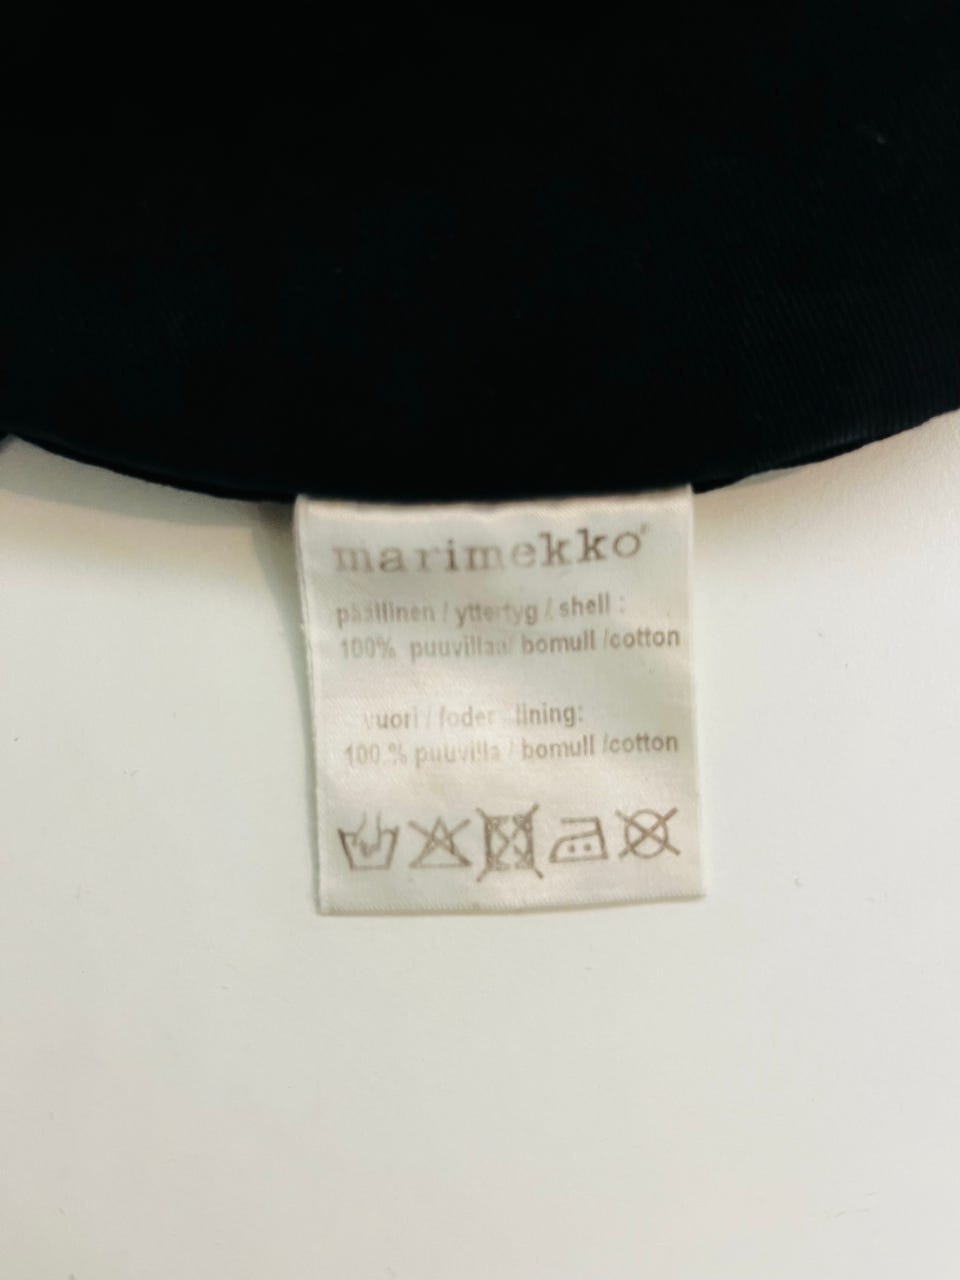 marimekko®
päällinen / yttertyg / shell :
100% puuvillaa/ bomull /cotton
vuori / foder lining:
100.% puuvilla / bomull /cotton